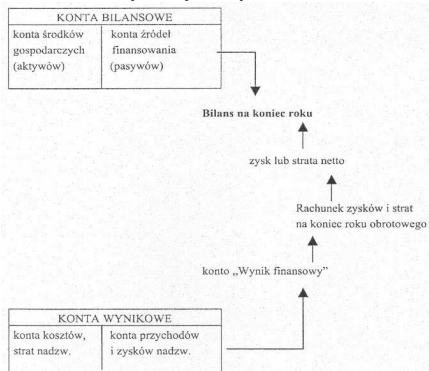 KONTA BILANSOWE
konta środków
gospodarczych
(aktywów)
konta źródeł
finansowania
(pasywów)
Bilans na koniec roku
zysk lub strata netto
Rachunek zysków i strat
na koniec roku obrotowego
konto „Wynik finansowy”
KONTA WYNIKOWE
konta kosztów,
strat nadzw.
konta przychodów
i zysków nadzw.